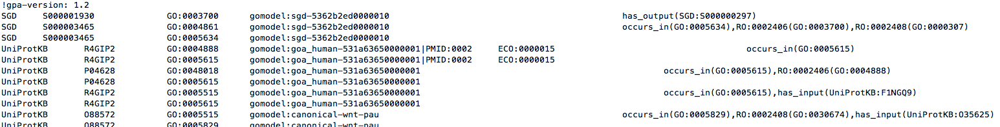 !gpa-version: 1.2
SGD S000001930 GO:0003700 gomodel:sgd-5362b2ed0000010 has_output(SGD:S000000297)
SGD S000003465 GO:0004861 gomodel:sgd-5362b2ed0000010 occurs_in(GO:0005634),RO:0002406(GO:0003700),RO:0002408(GO:0000307)
SGD S000003465 GO:0005634 gomodel:sgd-5362b2ed0000010
UniProtKB R4GIP2 GO:0004888 gomodel:goa_human-531a63650000001|PMID:0002 ECO:0000015 occurs_in(GO:0005615)
UniProtKB R4GIP2 GO:0005615 gomodel:goa_human-531a63650000001|PMID:0002 ECO:0000015
UniProtKB P04628 GO:0048018 gomodel:goa_human-531a63650000001 occurs_in(GO:0005615),RO:0002406(GO:0004888)
UniProtKB P04628 GO:0005615 gomodel:goa_human-531a63650000001
UniProtKB R4GIP2 GO:0005515 gomodel:goa_human-531a63650000001 occurs_in(GO:0005615),has_input(UniProtKB:F1NGQ9)
UniProtKB R4GIP2 GO:0005615 gomodel:goa_human-531a63650000001
UniProtKB O88572 GO:0005515 gomodel:canonical-wnt-pau occurs_in(GO:0005829),RO:0002408(GO:0030674),has_input(UniProtKB:O35625)
UniProtKB O88572 GO:0005829 gomodel:canonical-wnt-pau